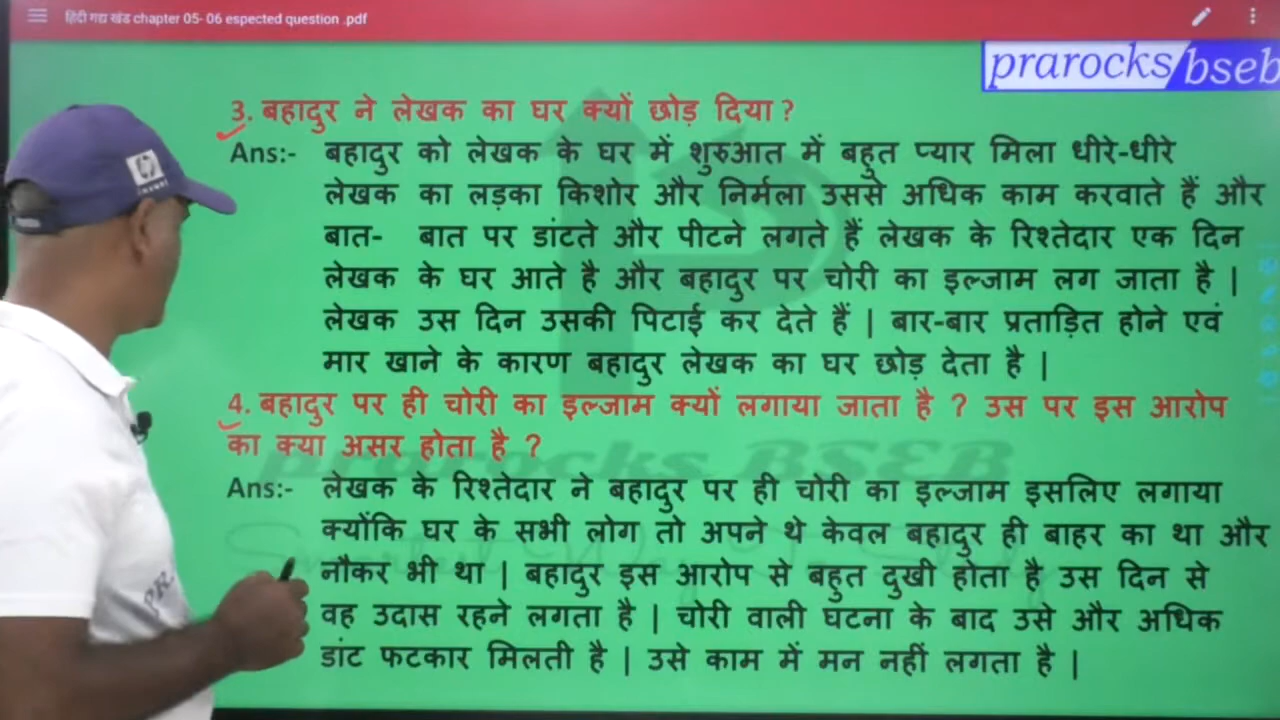 हिंदी गद्य खंड chapter 05- 06 espected question .pdf
prarocks bseb
3. बहादुर ने लेखक का घर क्यों छोड़ दिया ?
Ans:- बहादुर को लेखक के घर में शुरुआत में बहुत प्यार मिला धीरे-धीरे
लेखक का लड़का किशोर और निर्मला उससे अधिक काम करवाते हैं और
बात- बात पर डांटते और पीटने लगते हैं लेखक के रिश्तेदार एक दिन
लेखक के घर आते है और बहादुर पर चोरी का इल्जाम लग जाता है |
लेखक उस दिन उसकी पिटाई कर देते हैं | बार-बार प्रताड़ित होने एवं
मार खाने के कारण बहादुर लेखक का घर छोड़ देता है |
4. बहादुर पर ही चोरी का इल्जाम क्यों लगाया जाता है ? उस पर इस आरोप
का क्या असर होता है ?
Ans:- लेखक के रिश्तेदार ने बहादुर पर ही चोरी का इल्जाम इसलिए लगाया
क्योंकि घर के सभी लोग तो अपने थे केवल बहादुर ही बाहर का था और
नौकर भी था | बहादुर इस आरोप से बहुत दुखी होता है उस दिन से
वह उदास रहने लगता है | चोरी वाली घटना के बाद उसे और अधिक
डांट फटकार मिलती है | उसे काम में मन नहीं लगता है |
prarocks BSEB